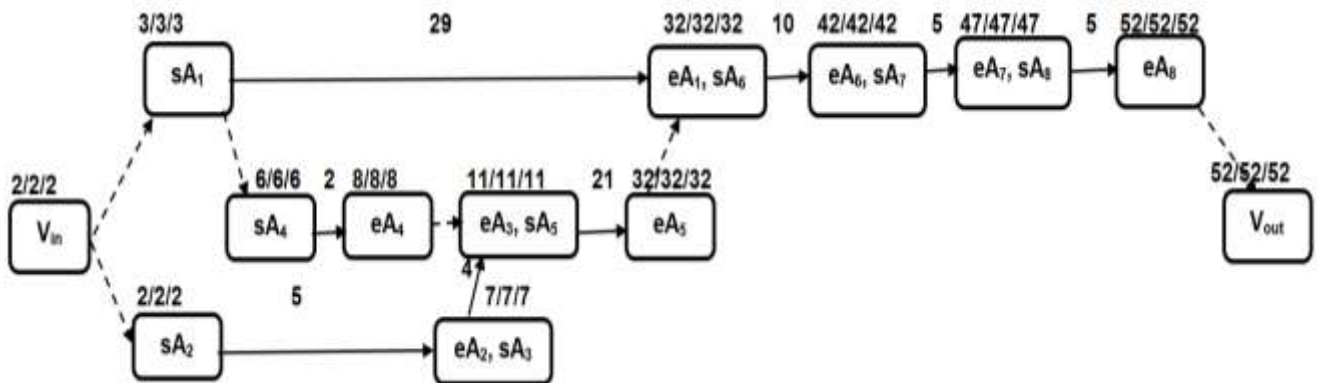 3/3/3 29 32/32/32 10 42/42/42 5 47/47/47 5 52/52/52
sA₁ eA₁, sA₆ eA₆, sA₇ eA₇, sA₈ eA₈
2/2/2 6/6/6 2 8/8/8 11/11/11 21 32/32/32 52/52/52
V_in sA₄ eA₄ eA₃, sA₅ eA₅ V_out
4
2/2/2 5 7/7/7
sA₂ eA₂, sA₃